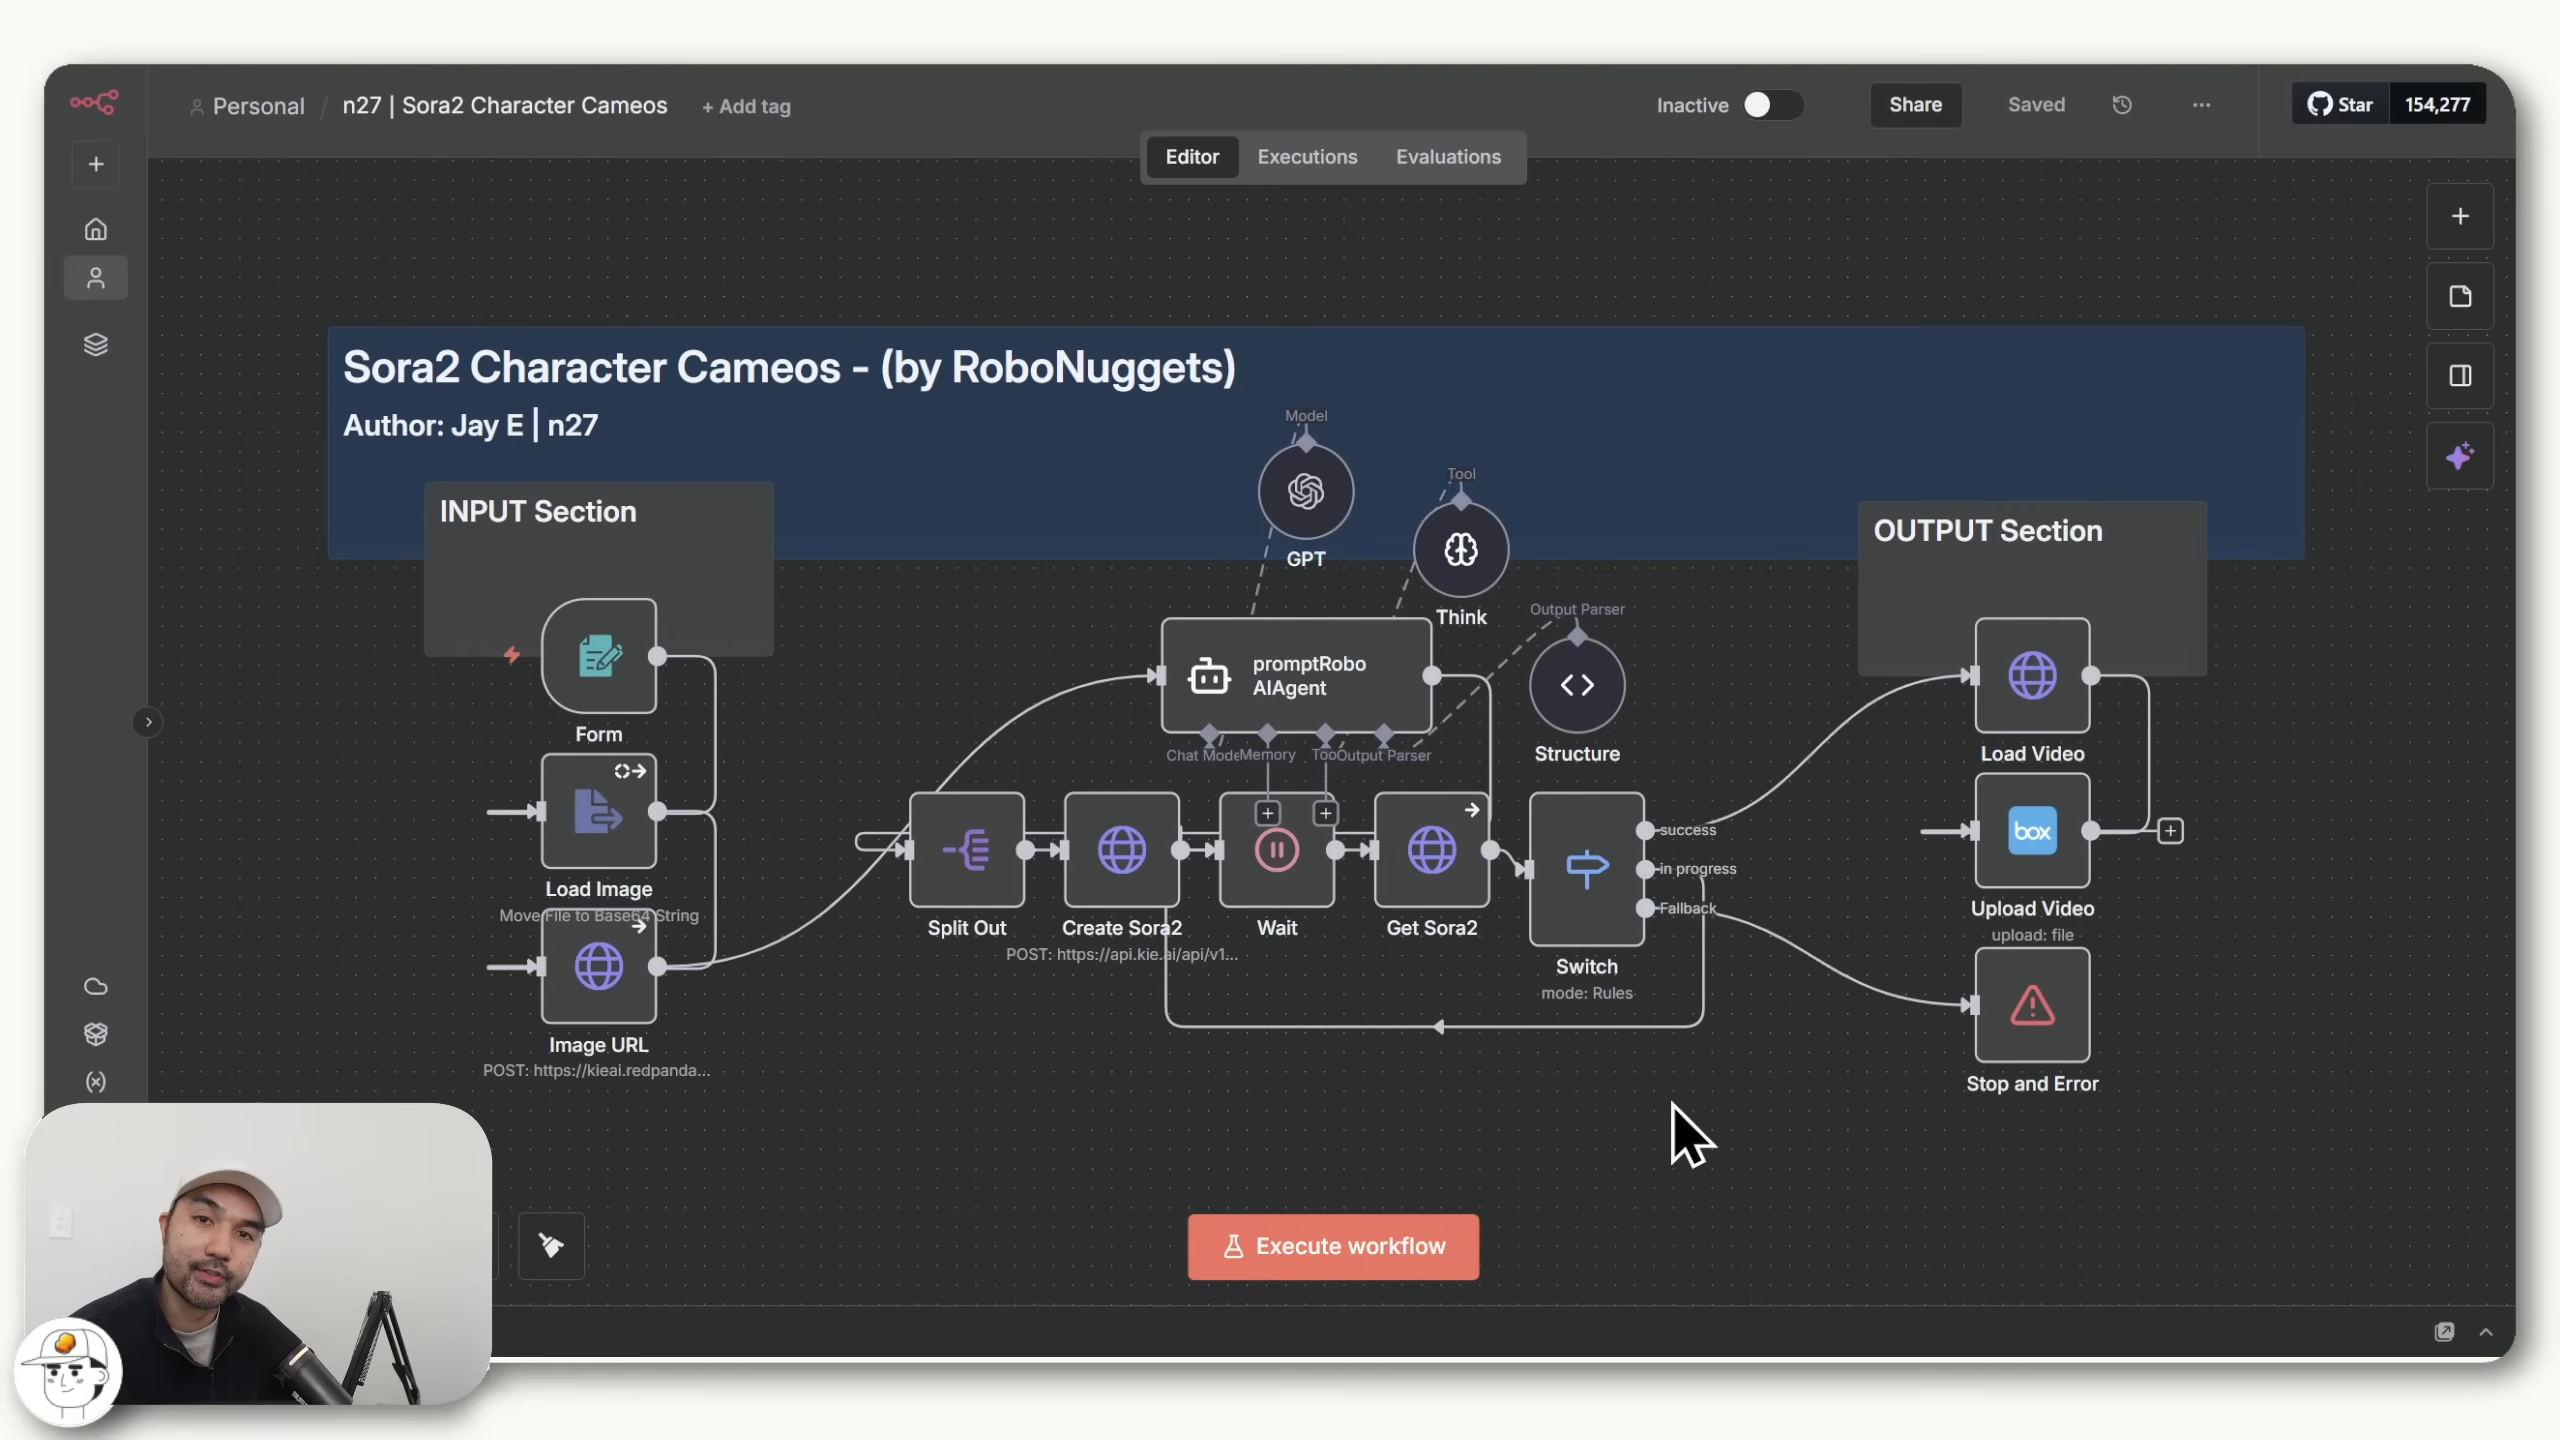 Personal / n27 | Sora2 Character Cameos + Add tag
Inactive
Share
Saved
Star 154,277
Editor Executions Evaluations
Sora2 Character Cameos - (by RoboNuggets)
Author: Jay E | n27
Model
GPT
Tool
Think
INPUT Section
OUTPUT Section
Output Parser
Structure
promptRobo
AIAgent
Chat Mode
Memory
Too
Output Parser
Form
Load Image
Move File to Base64 String
Image URL
POST: https://kieai.redpanda...
Split Out
Create Sora2
POST: https://api.kie.ai/api/v1...
Wait
Get Sora2
success
in progress
Fallback
Switch
mode: Rules
Load Video
box
Upload Video
upload: file
Stop and Error
Execute workflow